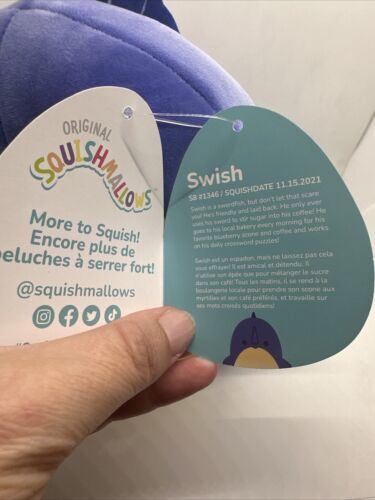 ORIGINAL
SQUISHMALLOWS
More to Squish!
Encore plus de
peluches à serrer fort!
@squishmallows
Swish
SB #1346 / SQUISHDATE 11.15.2021
Swish is a swordfish, but don't let that scare
you! He's friendly and laid back. He only ever
uses his sword to stir sugar into his coffee! He
goes to his local bakery every morning for his
favorite blueberry scone and coffee and works
on his daily crossword puzzles!
Swish est un espadon, mais ne laissez pas cela
vous effrayer! Il est amical et détendu. Il
n'utilise son épée que pour mélanger le sucre
dans son café! Tous les matins, il se rend à la
boulangerie locale pour prendre son scone aux
myrtilles et son café préférés, et travaille sur
ses mots croisés quotidiens!